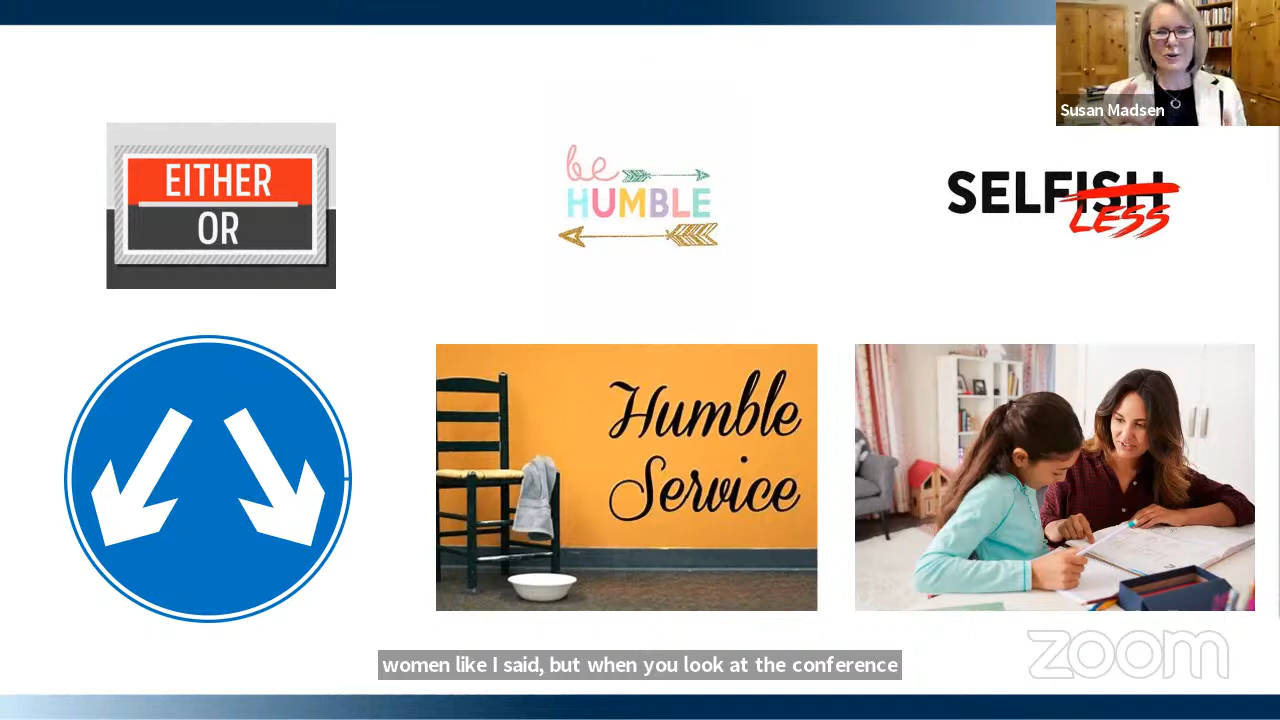 Susan Madsen
EITHER
OR
be
HUMBLE
SELFISH
LESS
Humble
Service
women like I said, but when you look at the conference
zoom